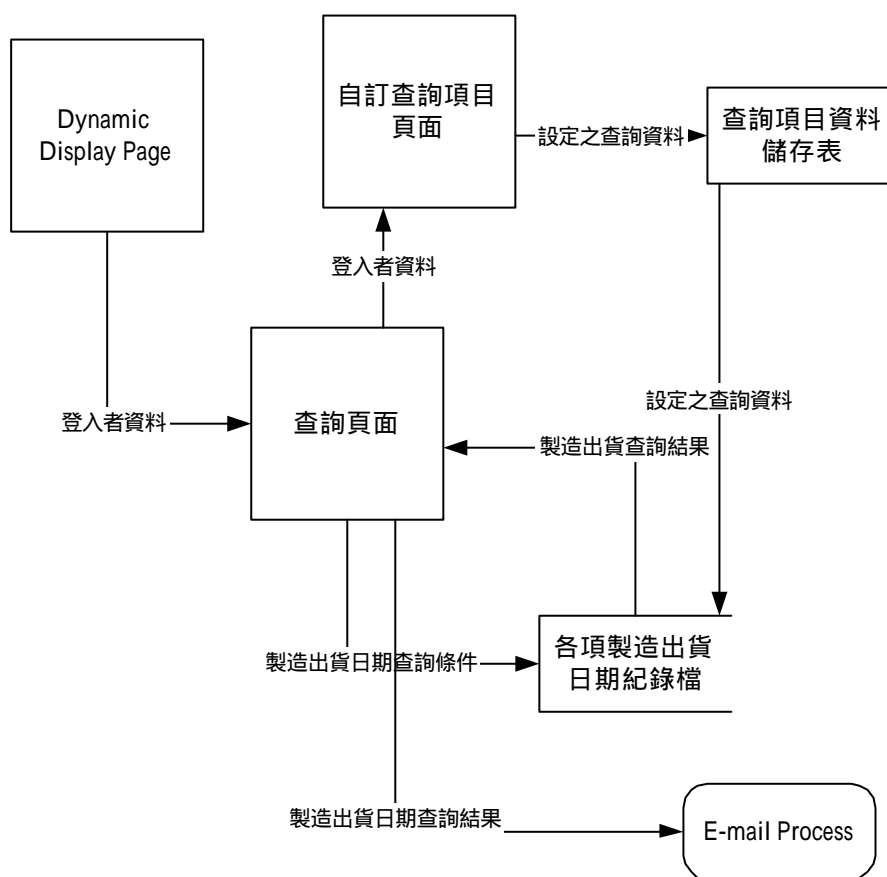 Dynamic
Display Page
自訂查詢項目
頁面
設定之查詢資料
查詢項目資料
儲存表
登入者資料
登入者資料
查詢頁面
設定之查詢資料
製造出貨查詢結果
製造出貨日期查詢條件
各項製造出貨
日期紀錄檔
製造出貨日期查詢結果
E-mail Process